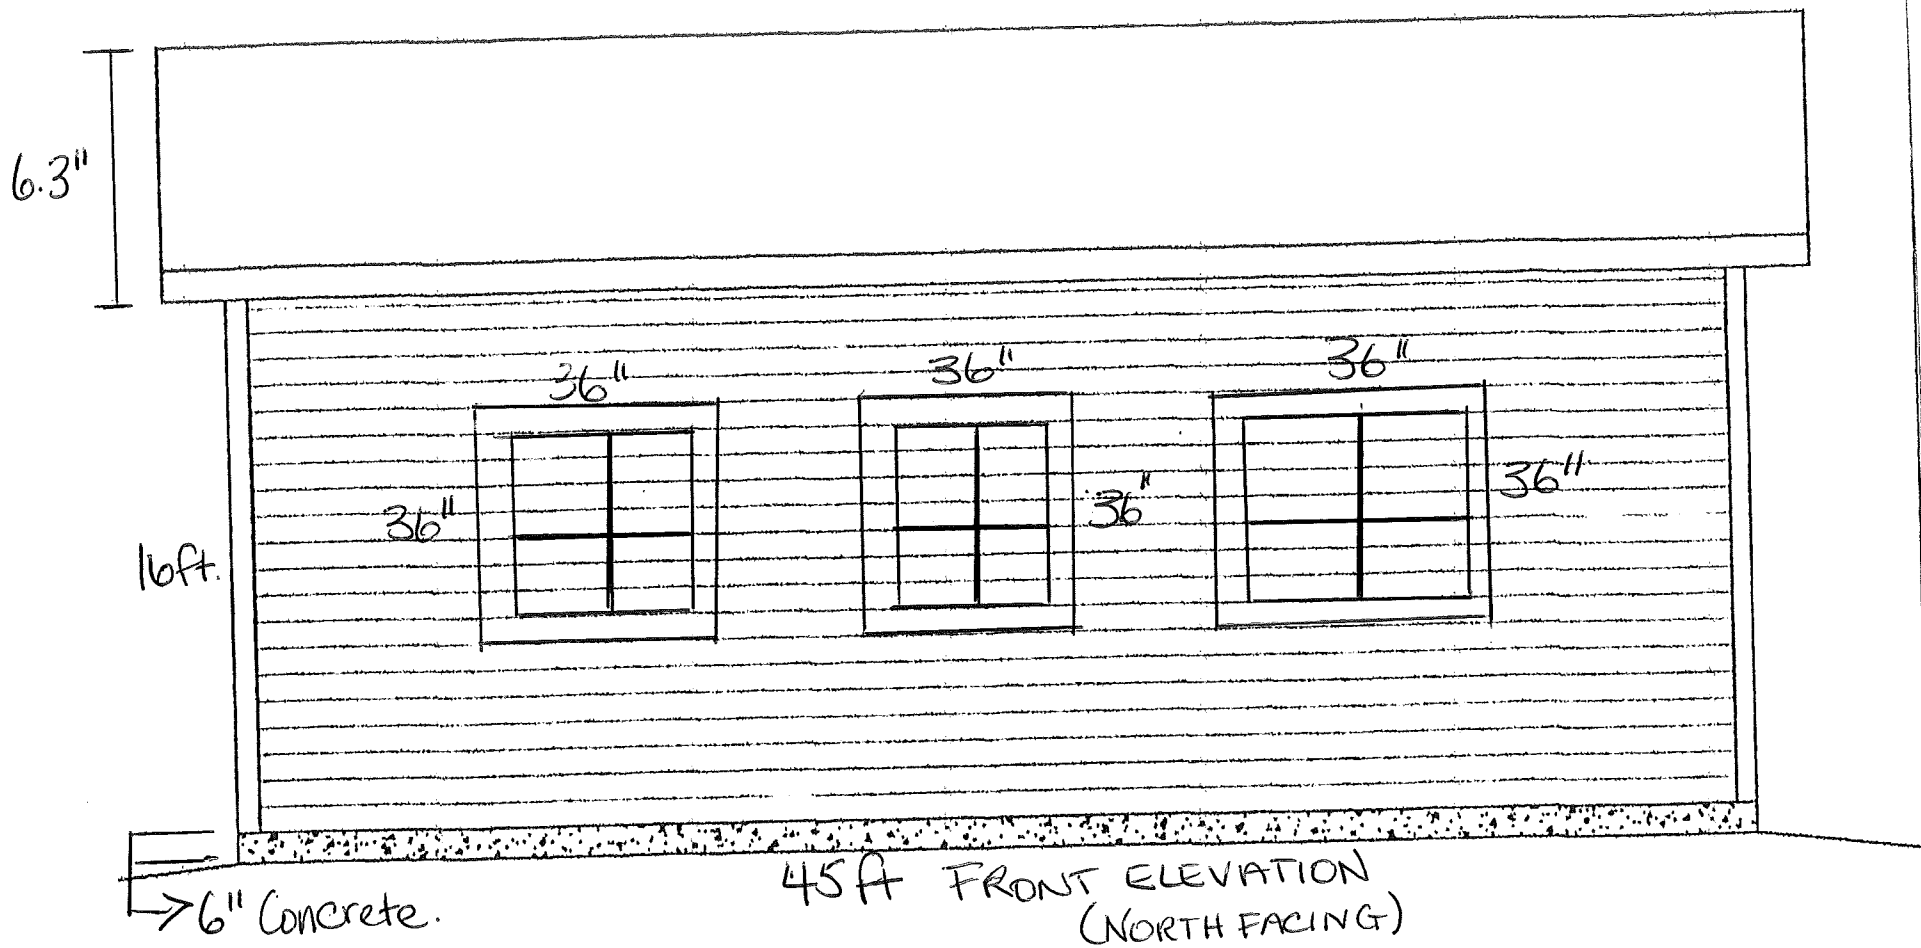 6.3"
36"
36"
36"
36"
36"
36"
16ft.
45ft FRONT ELEVATION
(NORTH FACING)
6" Concrete.